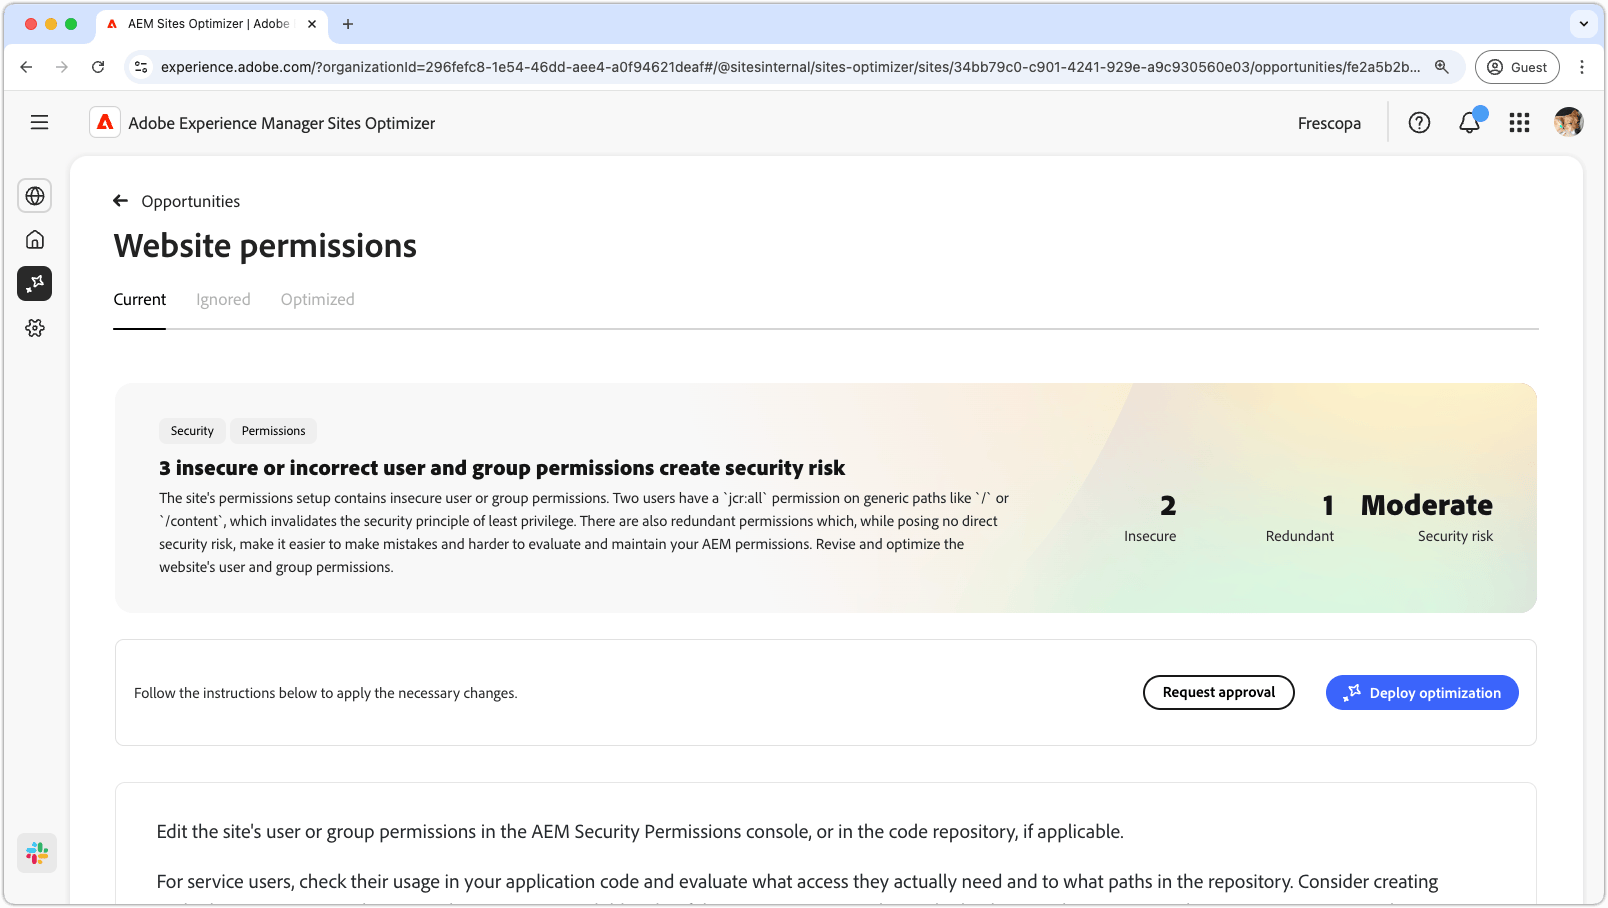 AEM Sites Optimizer | Adobe
experience.adobe.com/?organizationId=296fefc8-1e54-46dd-aee4-a0f94621deaf#/@sitesinternal/sites-optimizer/sites/34bb79c0-c901-4241-929e-a9c930560e03/opportunities/fe2a5b2b...
Guest
Adobe Experience Manager Sites Optimizer
Frescopa
Opportunities
Website permissions
Current Ignored Optimized
Security Permissions
3 insecure or incorrect user and group permissions create security risk
The site's permissions setup contains insecure user or group permissions. Two users have a `jcr:all` permission on generic paths like `/` or
`/content`, which invalidates the security principle of least privilege. There are also redundant permissions which, while posing no direct
security risk, make it easier to make mistakes and harder to evaluate and maintain your AEM permissions. Revise and optimize the
website's user and group permissions.
2 1 Moderate
Insecure Redundant Security risk
Follow the instructions below to apply the necessary changes.
Request approval
Deploy optimization
Edit the site's user or group permissions in the AEM Security Permissions console, or in the code repository, if applicable.
For service users, check their usage in your application code and evaluate what access they actually need and to what paths in the repository. Consider creating